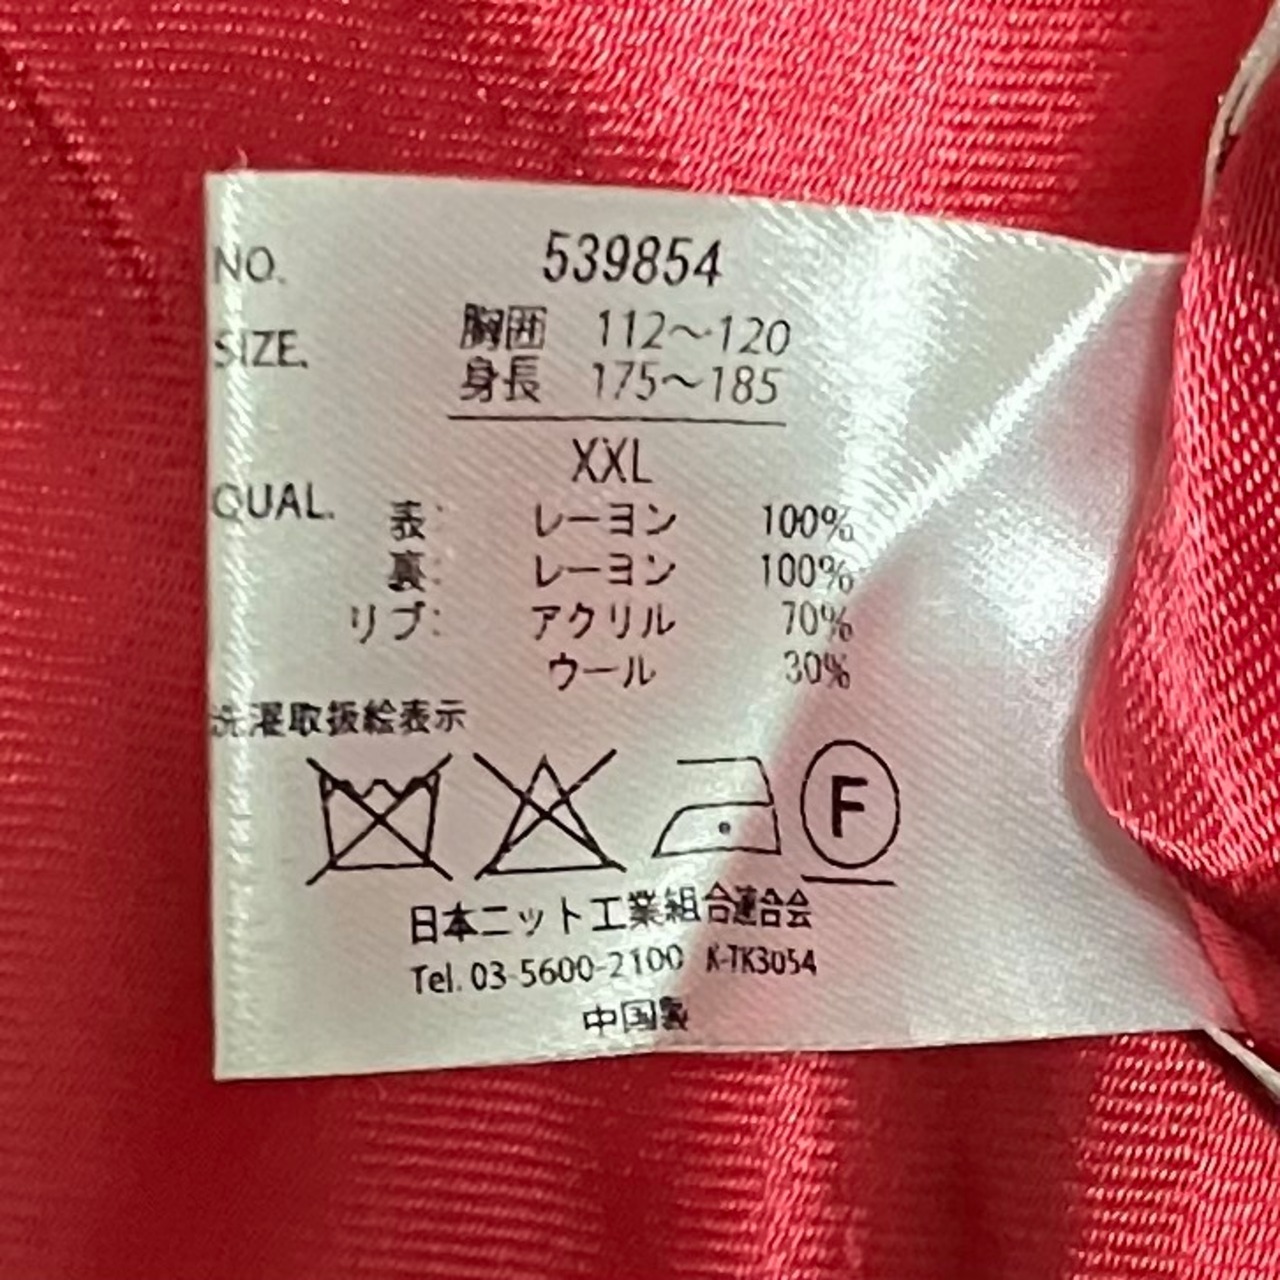 NO. 539854
SIZE. 胸囲 112～120
身長 175～185
XXL
QUAL. 表: レーヨン 100%
裏: レーヨン 100%
リブ: アクリル 70%
ウール 30%
洗濯取扱絵表示
F
日本ニット工業組合連合会
Tel. 03-5600-2100 K-TK3054
中国製